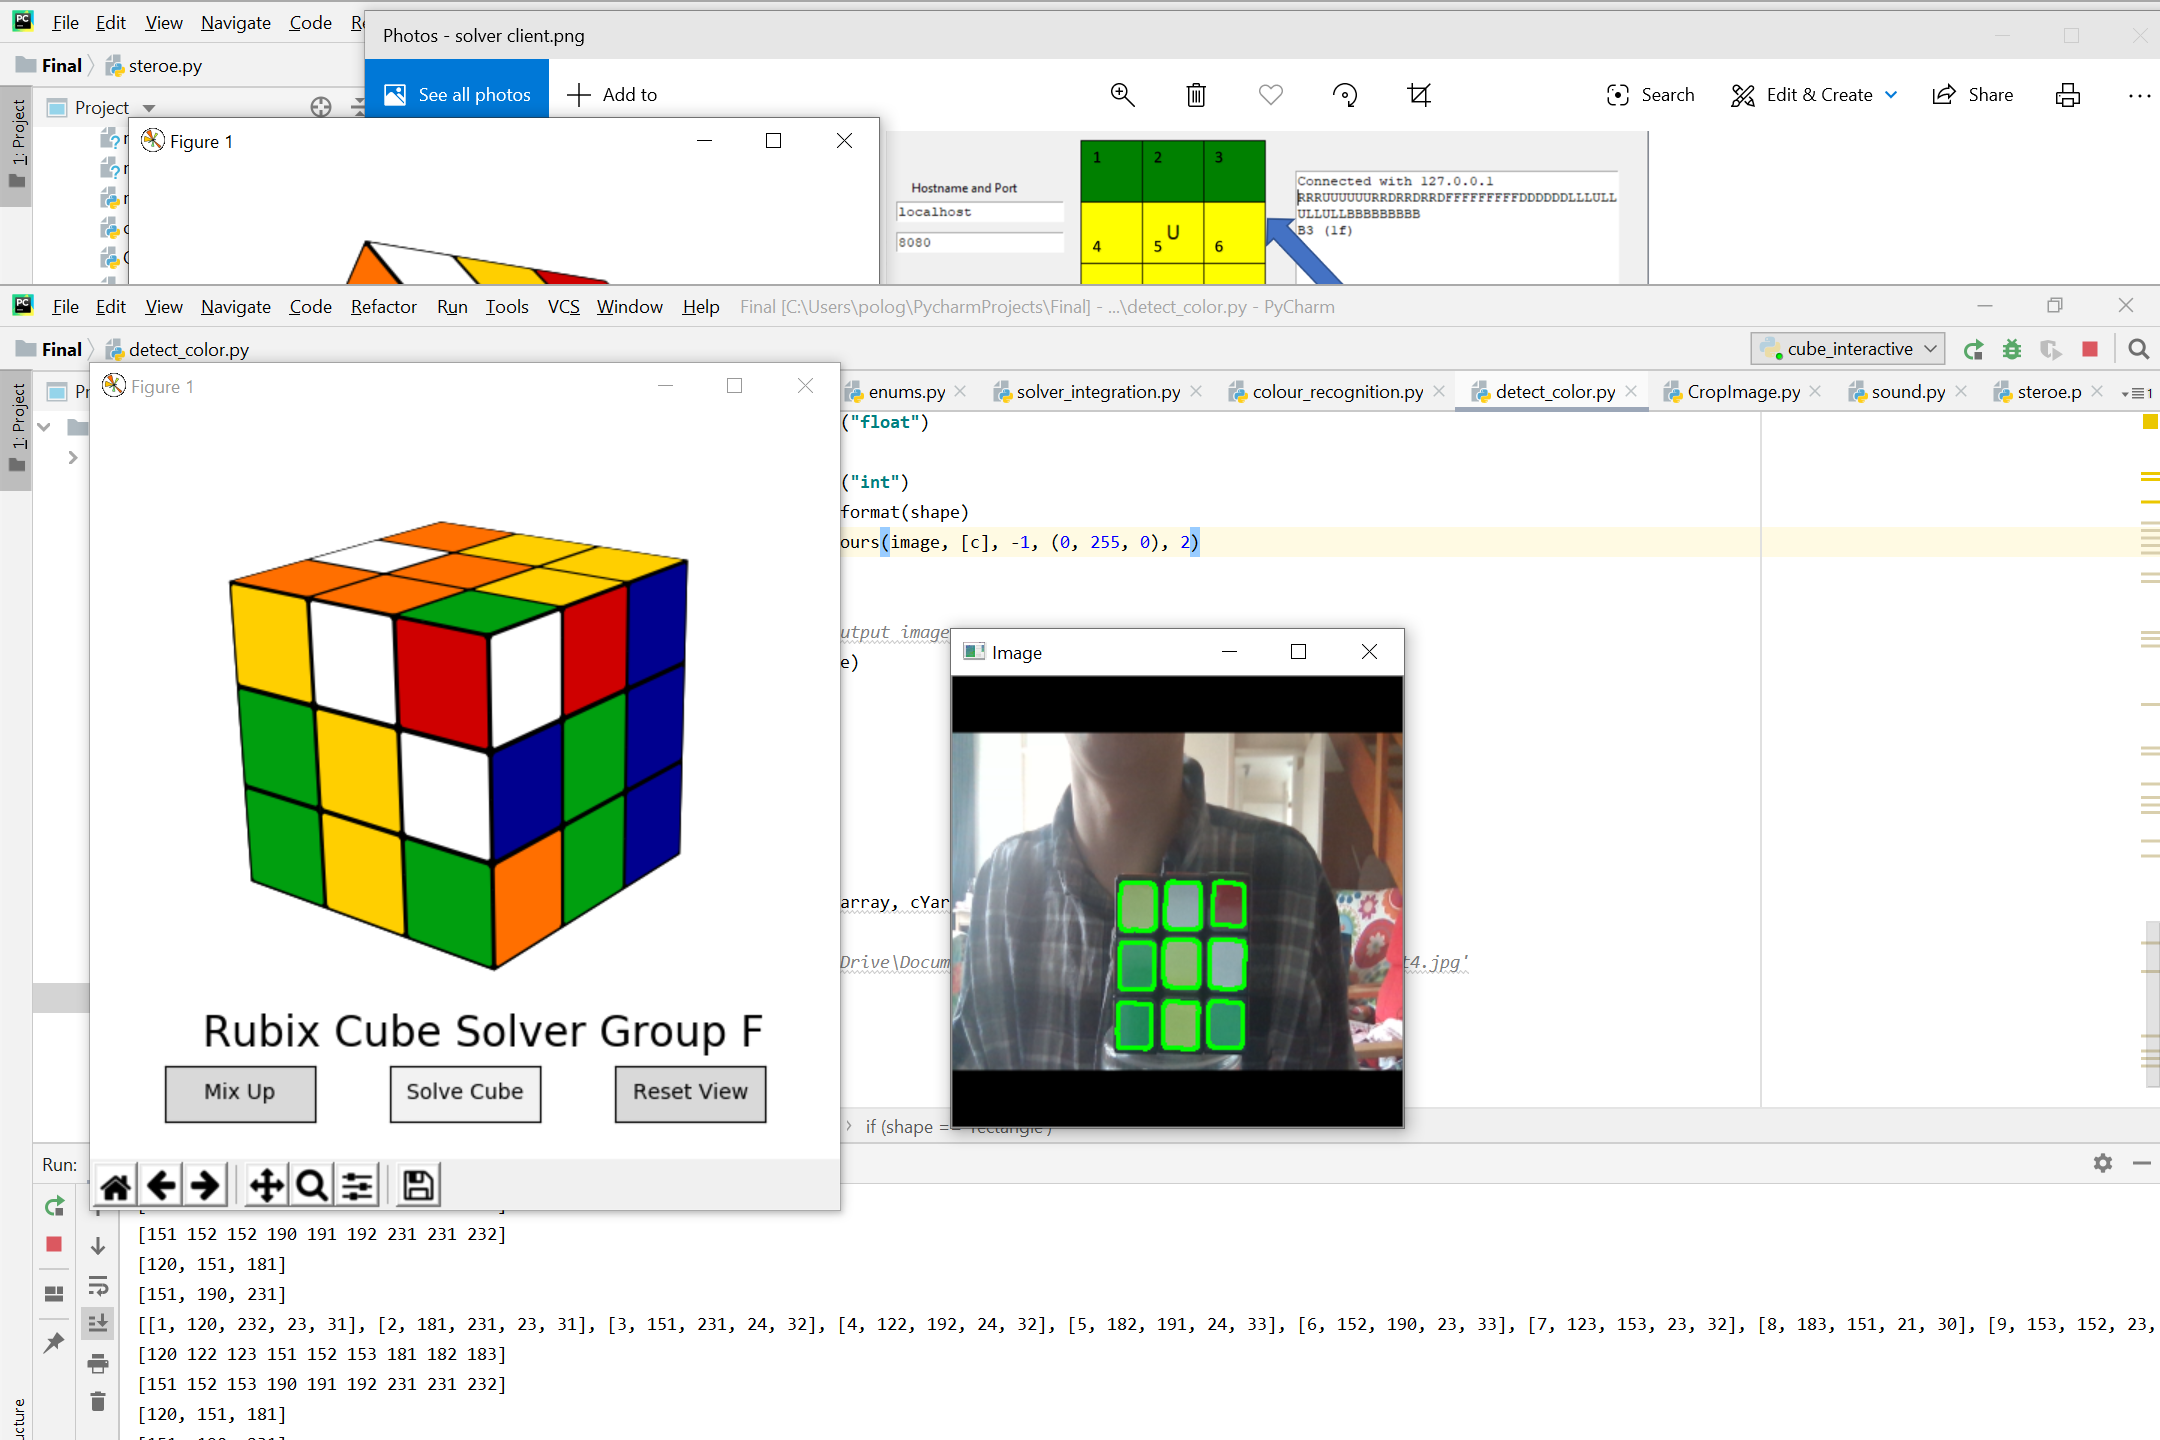 File Edit View Navigate Code
Photos - solver client.png
Final steroe.py
See all photos Add to Search Edit & Create Share
1: Project
Project
Figure 1
Hostname and Port
localhost
8080
1 2 3
U
4 5 6
Connected with 127.0.0.1
RRRUUUUUURRDRRDRRDFFFFFFFFFDDDDDDLLLULL
ULLULLBBBBBBBBB
B3 (1f)
File Edit View Navigate Code Refactor Run Tools VCS Window Help Final [C:\Users\polog\PycharmProjects\Final] - ...\detect_color.py - PyCharm
Final detect_color.py cube_interactive
1: Project
Figure 1
enums.py solver_integration.py colour_recognition.py detect_color.py CropImage.py sound.py steroe.p 1
("float")
("int")
format(shape)
ours(image, [c], -1, (0, 255, 0), 2)
utput image
e)
Image
array, cYar
Drive\Docum t4.jpg'
if (shape ==
Rubix Cube Solver Group F
Mix Up Solve Cube Reset View
Run:
[151 152 152 190 191 192 231 231 232]
[120, 151, 181]
[151, 190, 231]
[[1, 120, 232, 23, 31], [2, 181, 231, 23, 31], [3, 151, 231, 24, 32], [4, 122, 192, 24, 32], [5, 182, 191, 24, 33], [6, 152, 190, 23, 33], [7, 123, 153, 23, 32], [8, 183, 151, 21, 30], [9, 153, 152, 23,
[120 122 123 151 152 153 181 182 183]
[151 152 153 190 191 192 231 231 232]
[120, 151, 181]